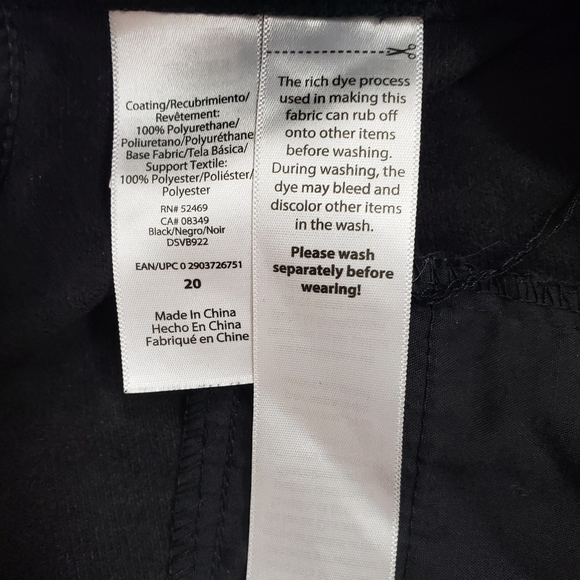 Coating/Recubrimiento/
Revêtement:
100% Polyurethane/
Poliuretano/Polyuréthane
Base Fabric/Tela Básica/
Support Textile:
100% Polyester/Poliéster/
Polyester
RN# 52469
CA# 08349
Black/Negro/Noir
DSVB922
EAN/UPC 0 2903726751
20
Made In China
Hecho En China
Fabriqué en Chine
The rich dye process
used in making this
fabric can rub off
onto other items
before washing.
During washing, the
dye may bleed and
discolor other items
in the wash.
Please wash
separately before
wearing!